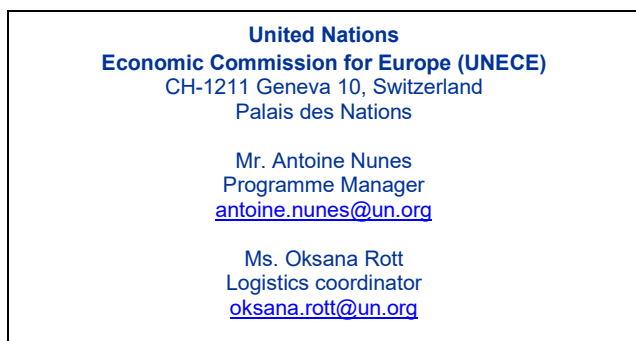 United Nations
Economic Commission for Europe (UNECE)
CH-1211 Geneva 10, Switzerland
Palais des Nations
Mr. Antoine Nunes
Programme Manager
antoine.nunes@un.org
Ms. Oksana Rott
Logistics coordinator
oksana.rott@un.org